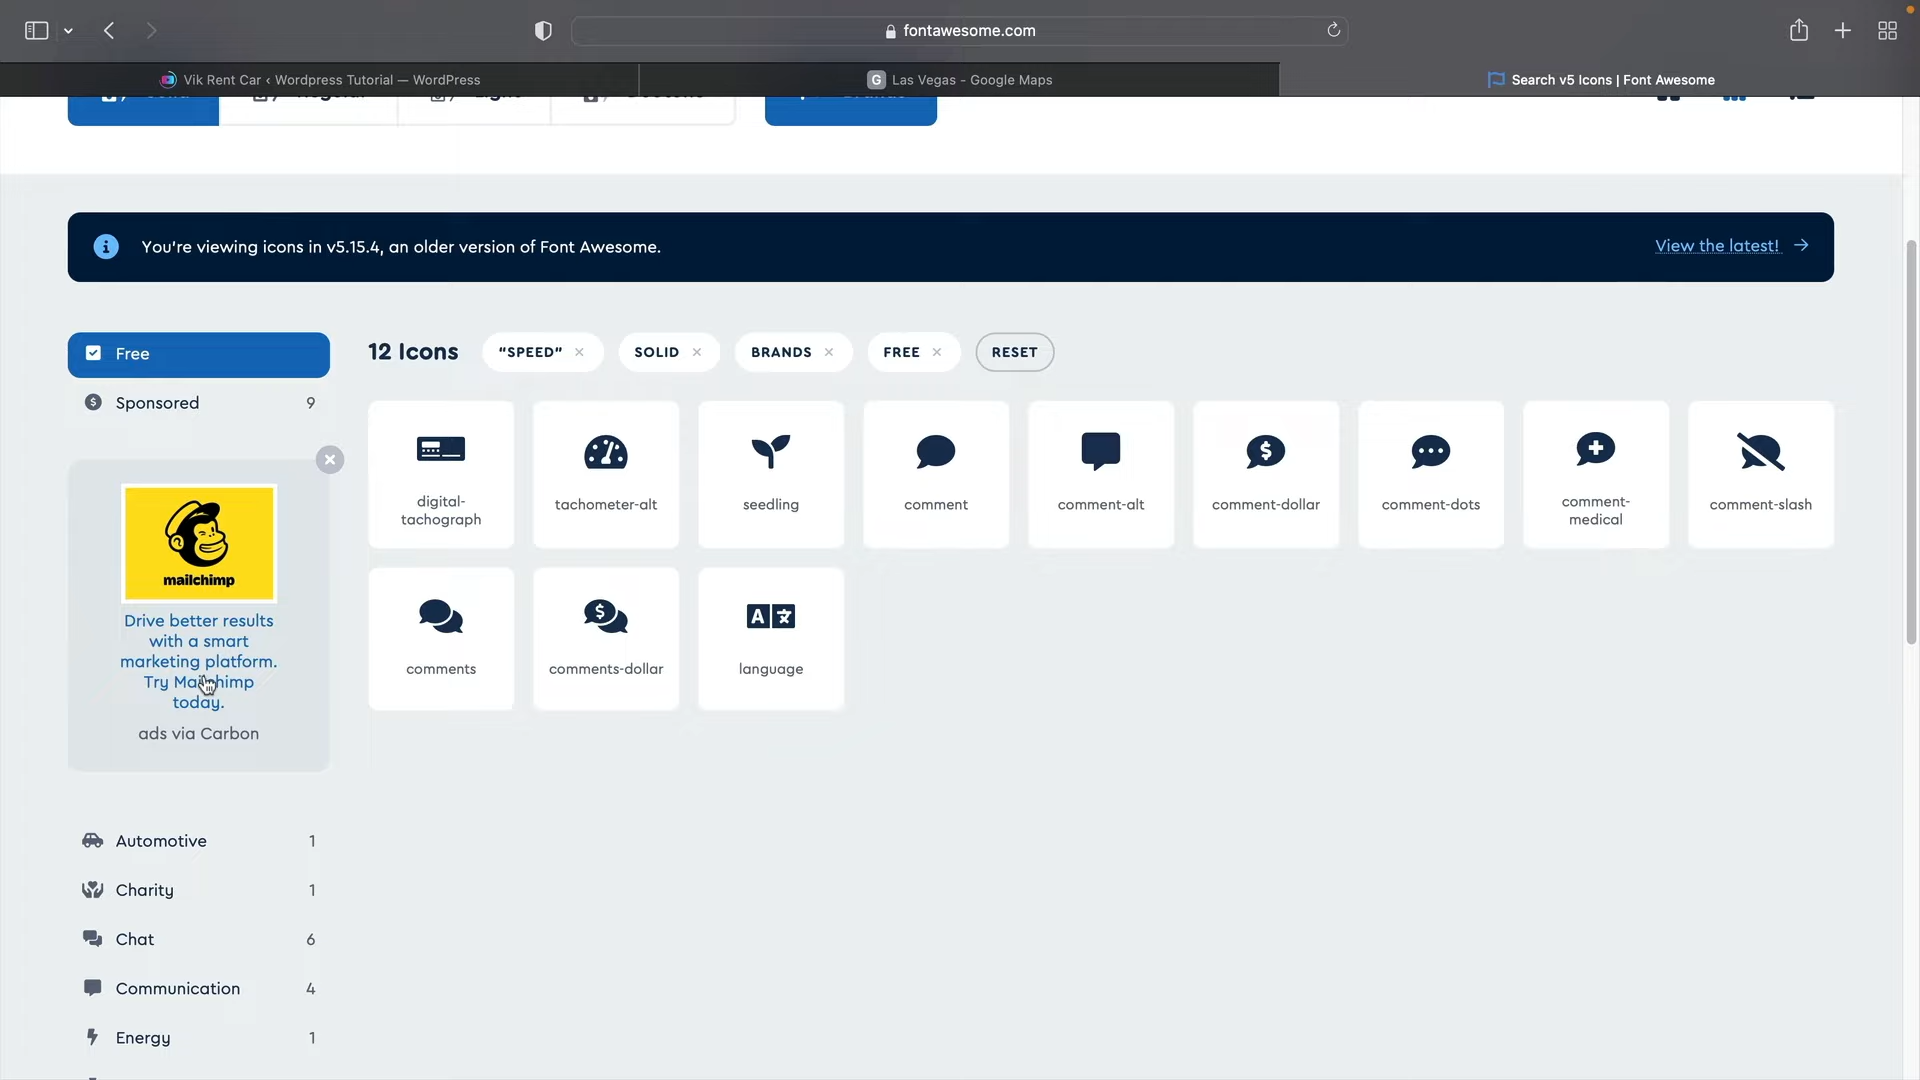 fontawesome.com
Vik Rent Car ‹ Wordpress Tutorial — WordPress
G Las Vegas - Google Maps
Search v5 Icons | Font Awesome
You're viewing icons in v5.15.4, an older version of Font Awesome.
View the latest!
Free
12 Icons
"SPEED"
SOLID
BRANDS
FREE
RESET
Sponsored 9
digital-
tachograph
tachometer-alt
seedling
comment
comment-alt
comment-dollar
comment-dots
comment-
medical
comment-slash
mailchimp
Drive better results
with a smart
marketing platform.
Try Mailchimp
today.
ads via Carbon
comments
comments-dollar
language
Automotive 1
Charity 1
Chat 6
Communication 4
Energy 1